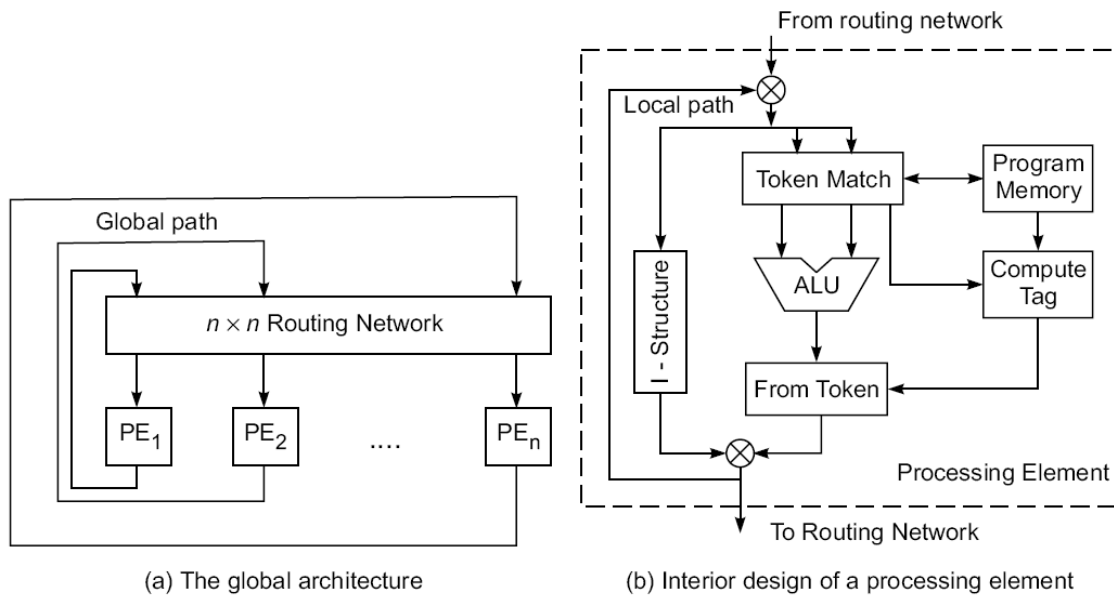 Global path
n × n Routing Network
PE1
PE2
....
PEn
(a) The global architecture
From routing network
Local path
Token Match
Program
Memory
I - Structure
ALU
Compute
Tag
From Token
Processing Element
To Routing Network
(b) Interior design of a processing element